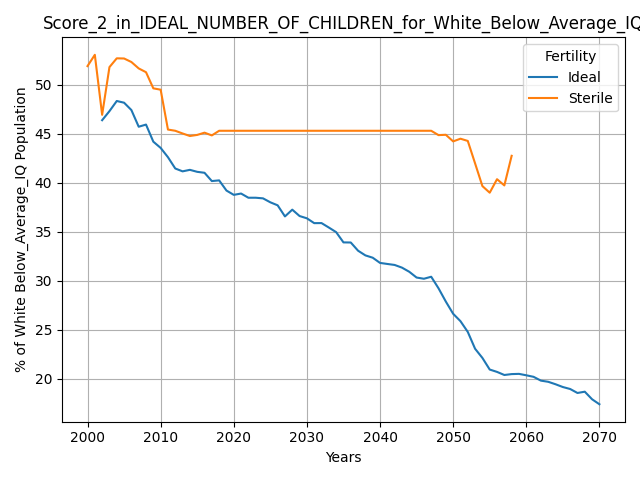 Score_2_in_IDEAL_NUMBER_OF_CHILDREN_for_White_Below_Average_IQ
Fertility
Ideal
Sterile
% of White Below_Average_IQ Population
50
45
40
35
30
25
20
2000 2010 2020 2030 2040 2050 2060 2070
Years